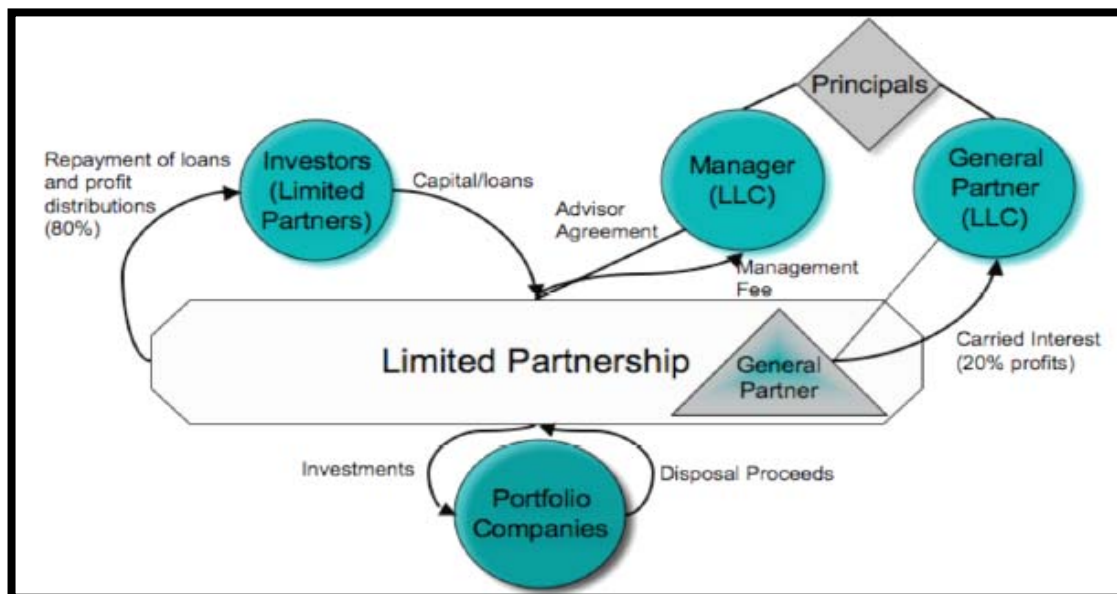 Principals
Repayment of loans
and profit
distributions
(80%)
Investors
(Limited
Partners)
Capital/loans
Manager
(LLC)
General
Partner
(LLC)
Advisor
Agreement
Management
Fee
Limited Partnership
General
Partner
Carried Interest
(20% profits)
Investments
Disposal Proceeds
Portfolio
Companies